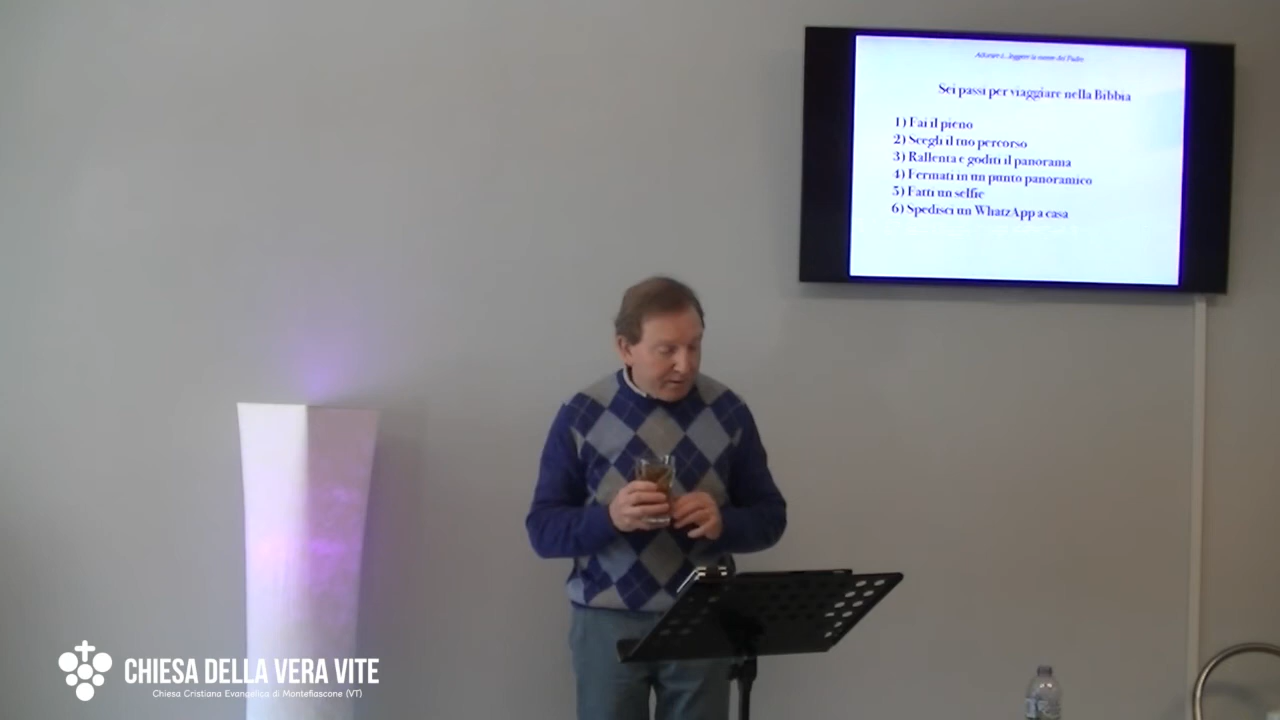 Sei passi per viaggiare nella Bibbia
1) Fai il pieno
2) Scegli il tuo percorso
3) Rallenta e goditi il panorama
4) Fermati in un punto panoramico
5) Fatti un selfie
6) Spedisci un WhatzApp a casa
CHIESA DELLA VERA VITE
Chiesa Cristiana Evangelica di Montefiascone (VT)